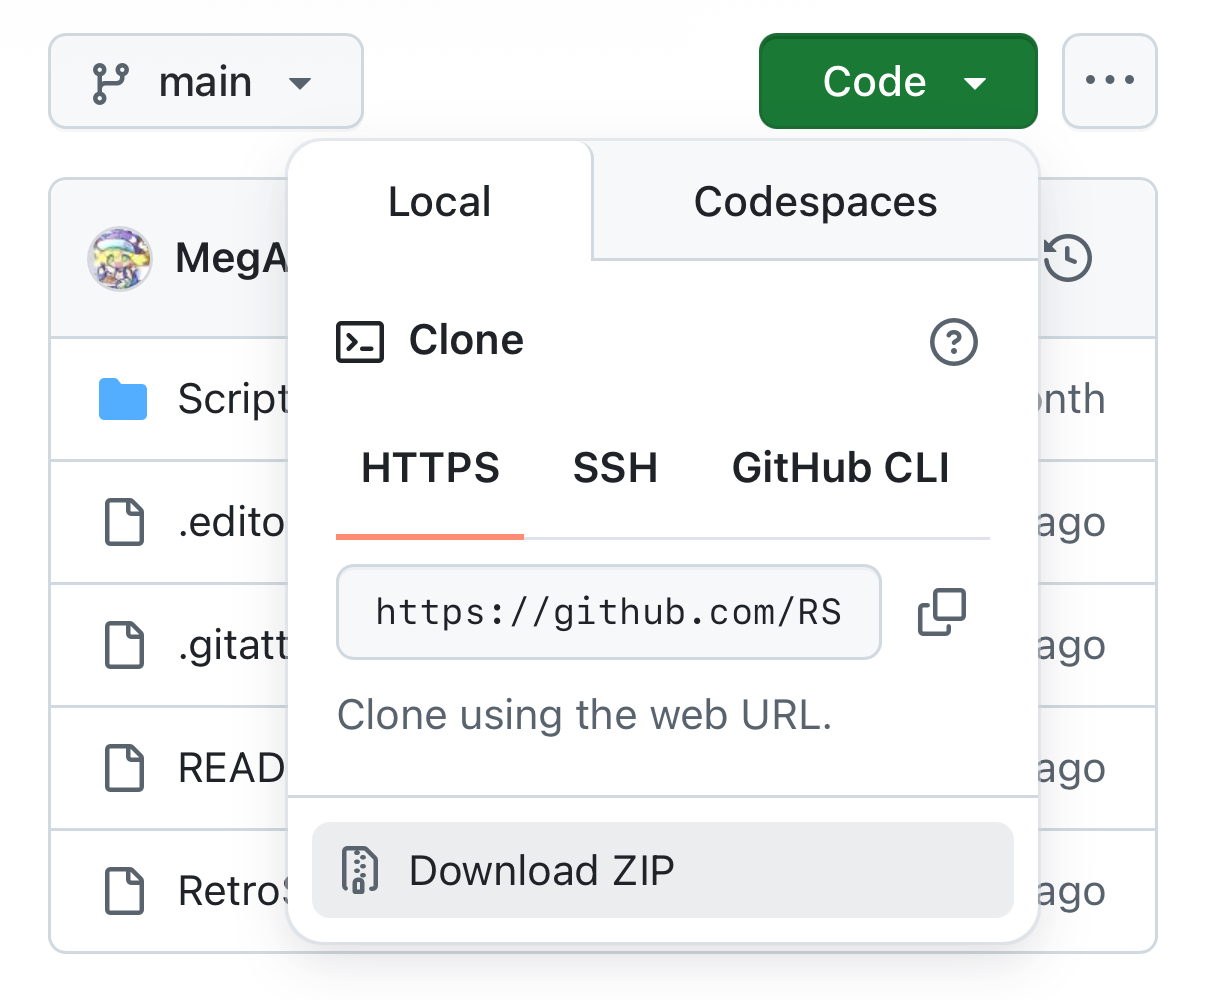 main
Code
Local
Codespaces
MegA
Clone
Script
onth
HTTPS
SSH
GitHub CLI
.edito
ago
https://github.com/RS
.gitatt
ago
Clone using the web URL.
READ
ago
Download ZIP
Retro
ago